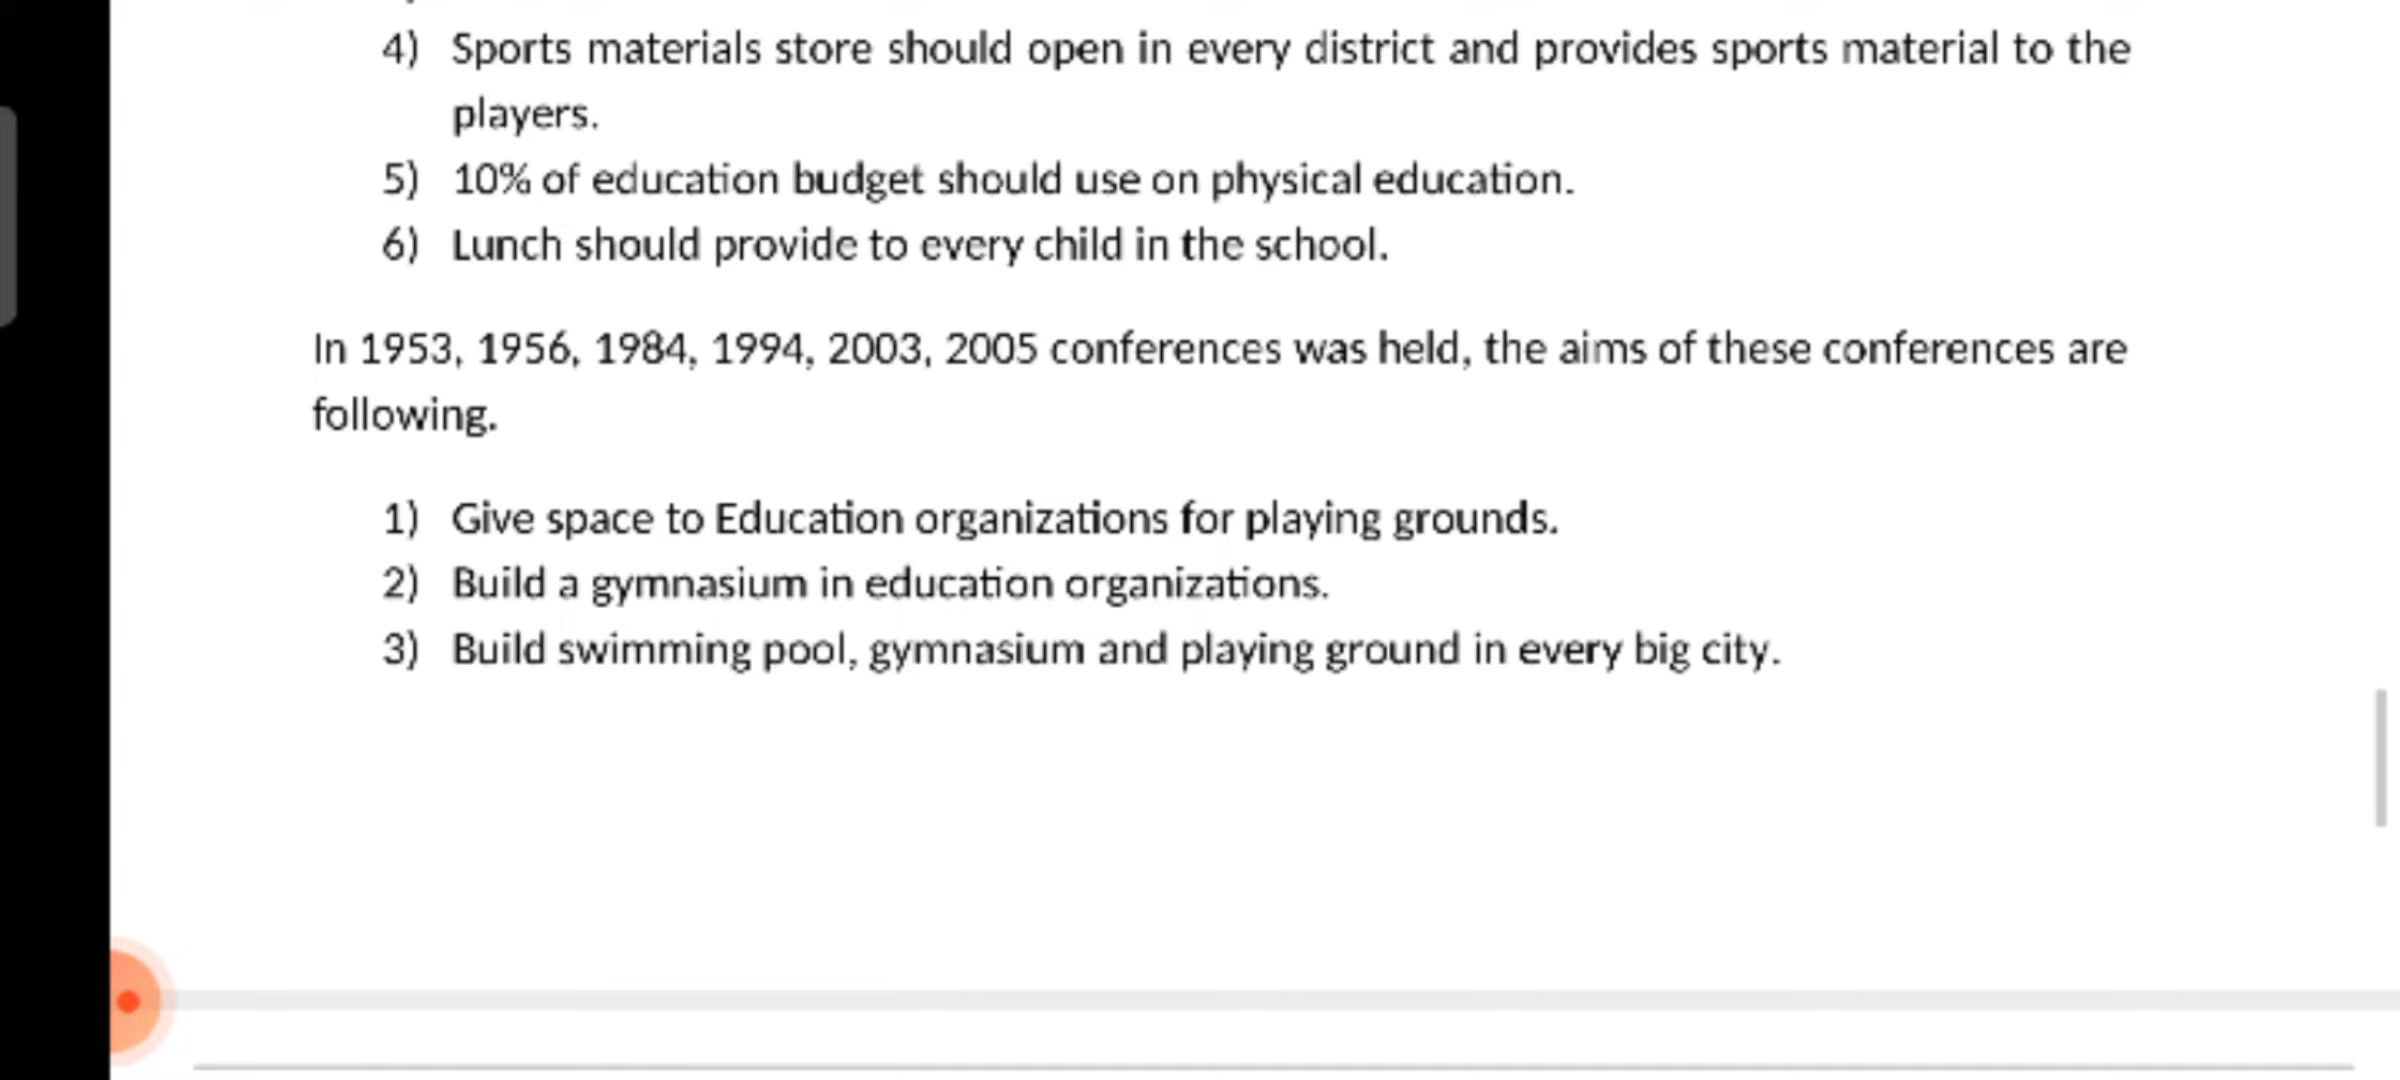 4) Sports materials store should open in every district and provides sports material to the
players.
5) 10% of education budget should use on physical education.
6) Lunch should provide to every child in the school.
In 1953, 1956, 1984, 1994, 2003, 2005 conferences was held, the aims of these conferences are
following.
1) Give space to Education organizations for playing grounds.
2) Build a gymnasium in education organizations.
3) Build swimming pool, gymnasium and playing ground in every big city.